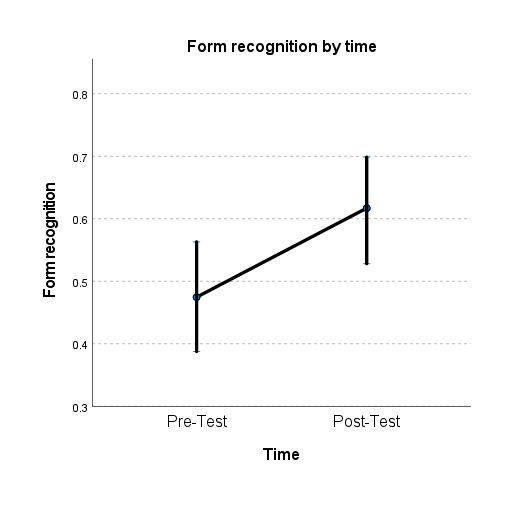 Form recognition by time
Form recognition
0.8
0.7
0.6
0.5
0.4
0.3
Pre-Test
Post-Test
Time